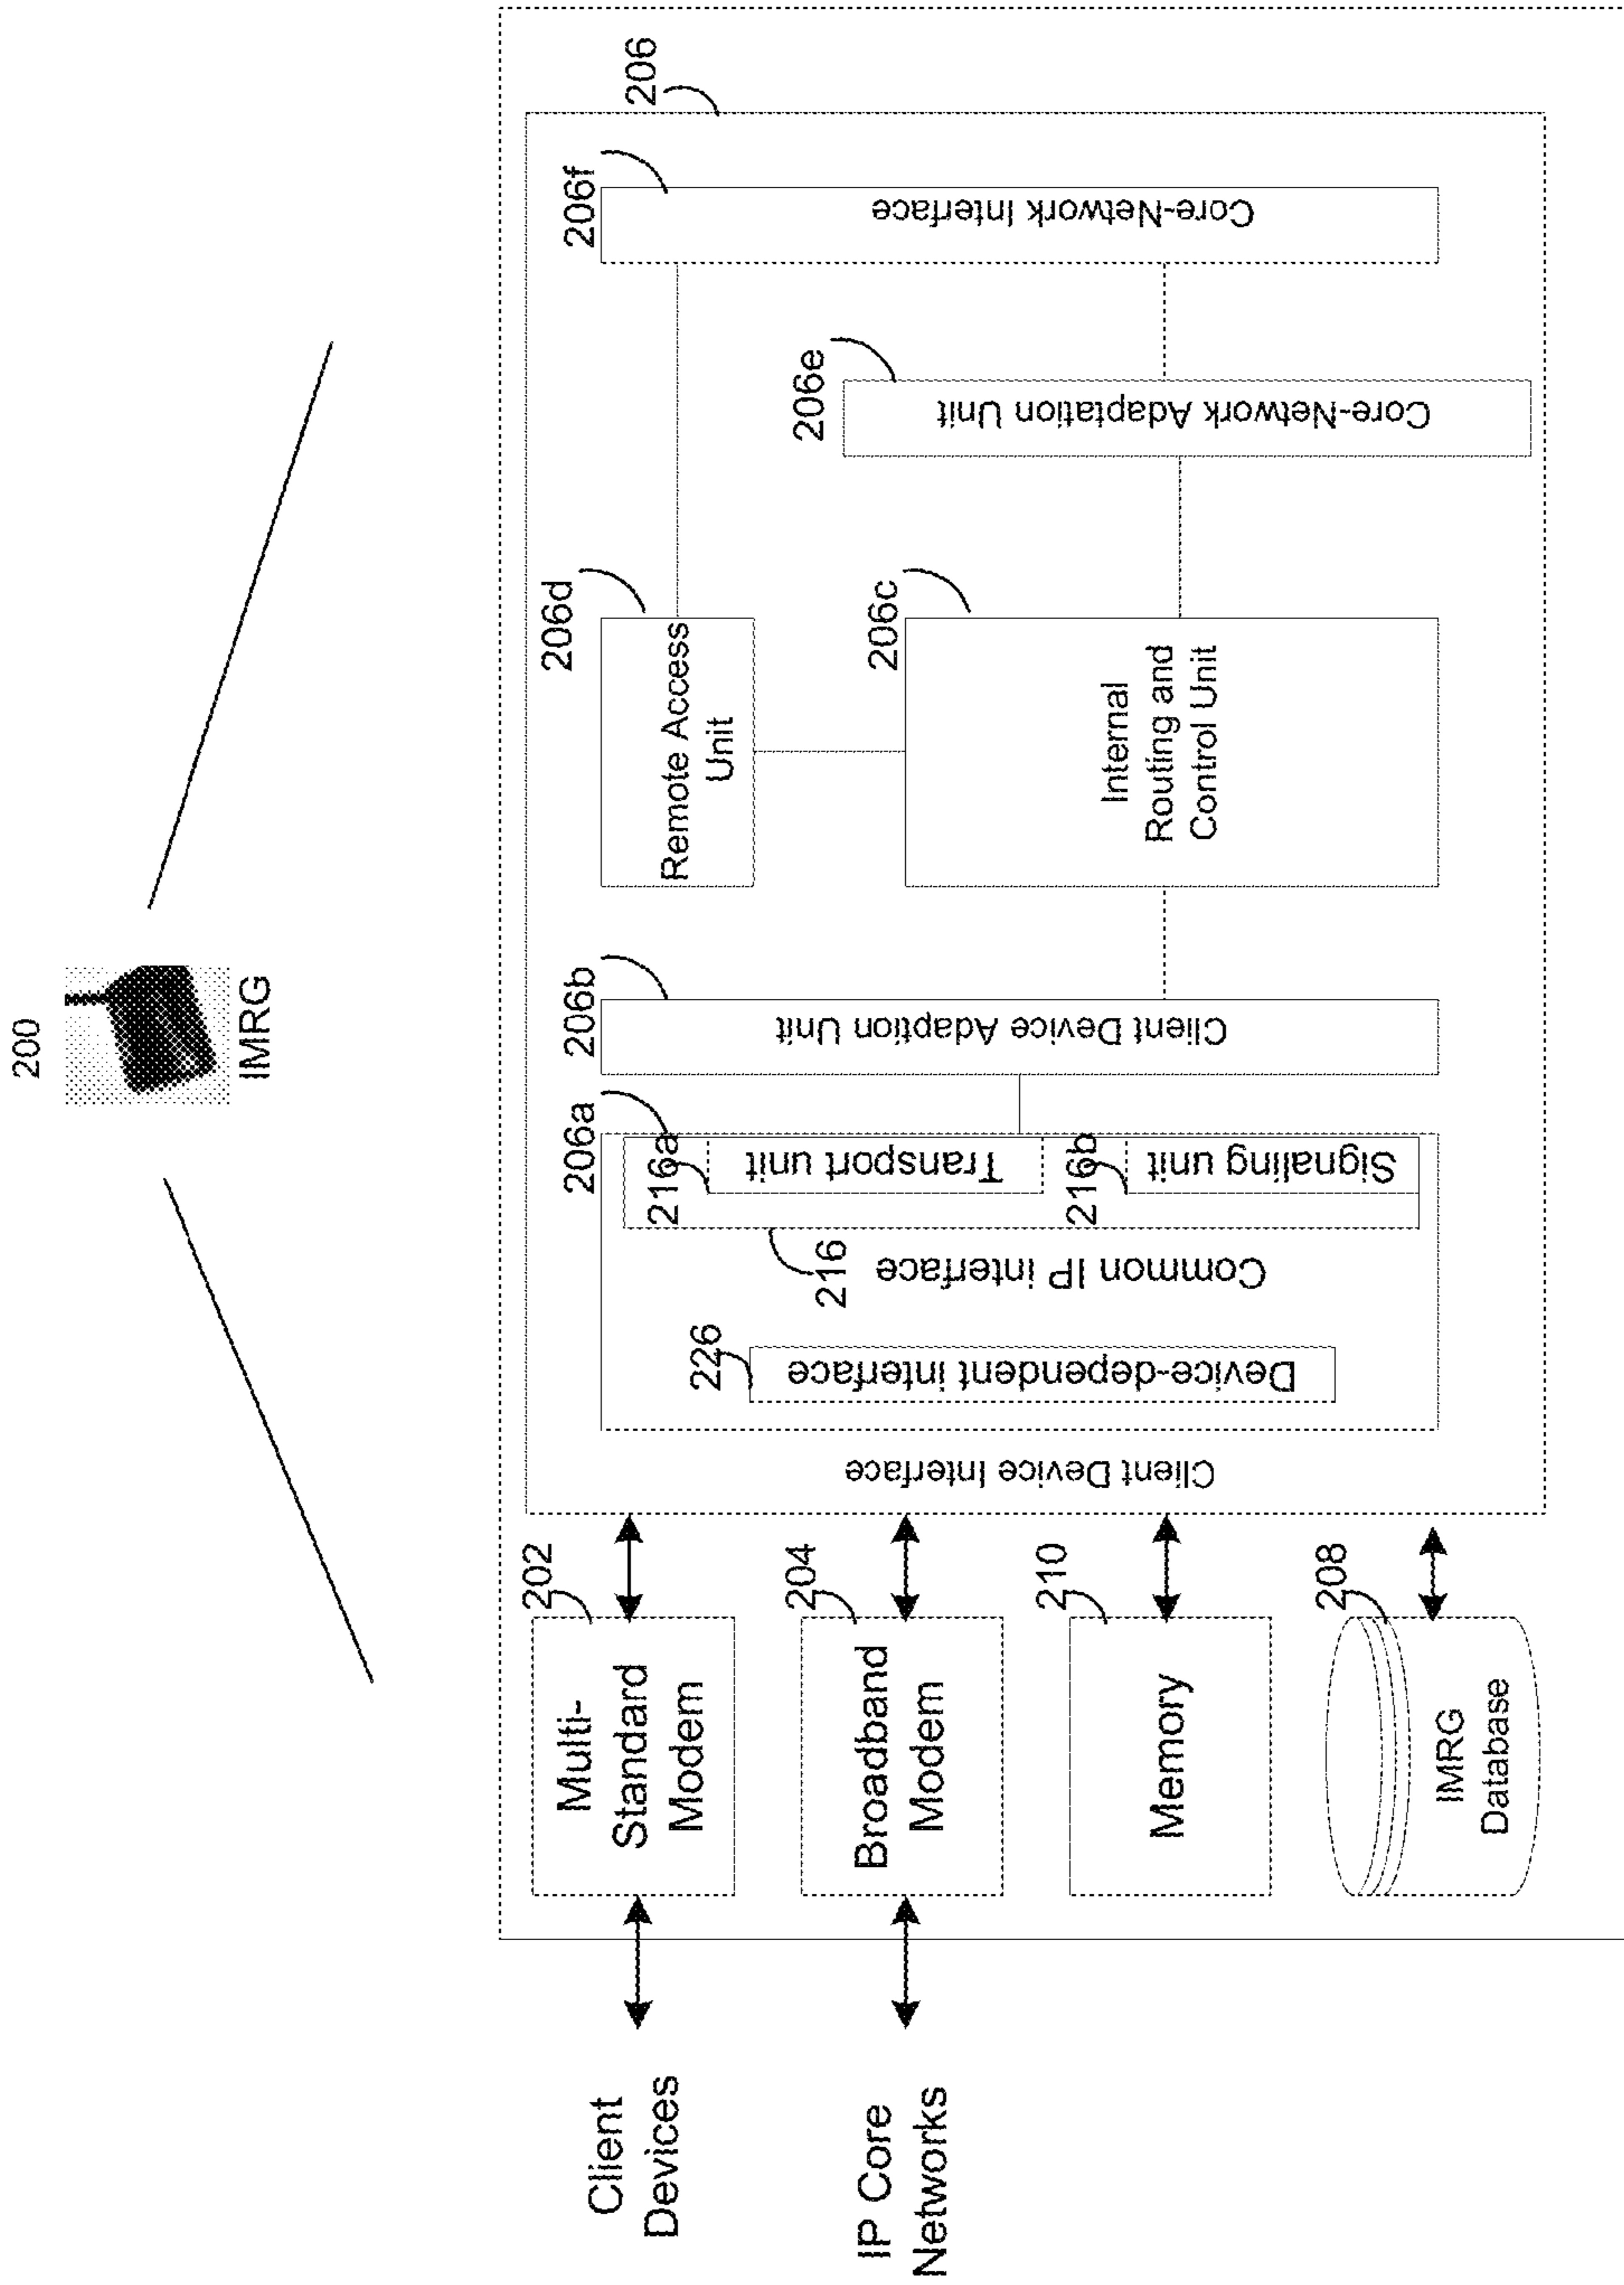 200
IMRG
Client
Devices
IP Core
Networks
202
Multi-
Standard
Modem
204
Broadband
Modem
210
Memory
208
IMRG
Database
206
Client Device Interface
206a
226
Device-dependent interface
Common IP interface
216
216a
Transport unit
216b
Signaling unit
206b
Client Device Adaption Unit
206d
Remote Access
Unit
206c
Internal
Routing and
Control Unit
206e
Core-Network Adaptation Unit
206f
Core-Network Interface